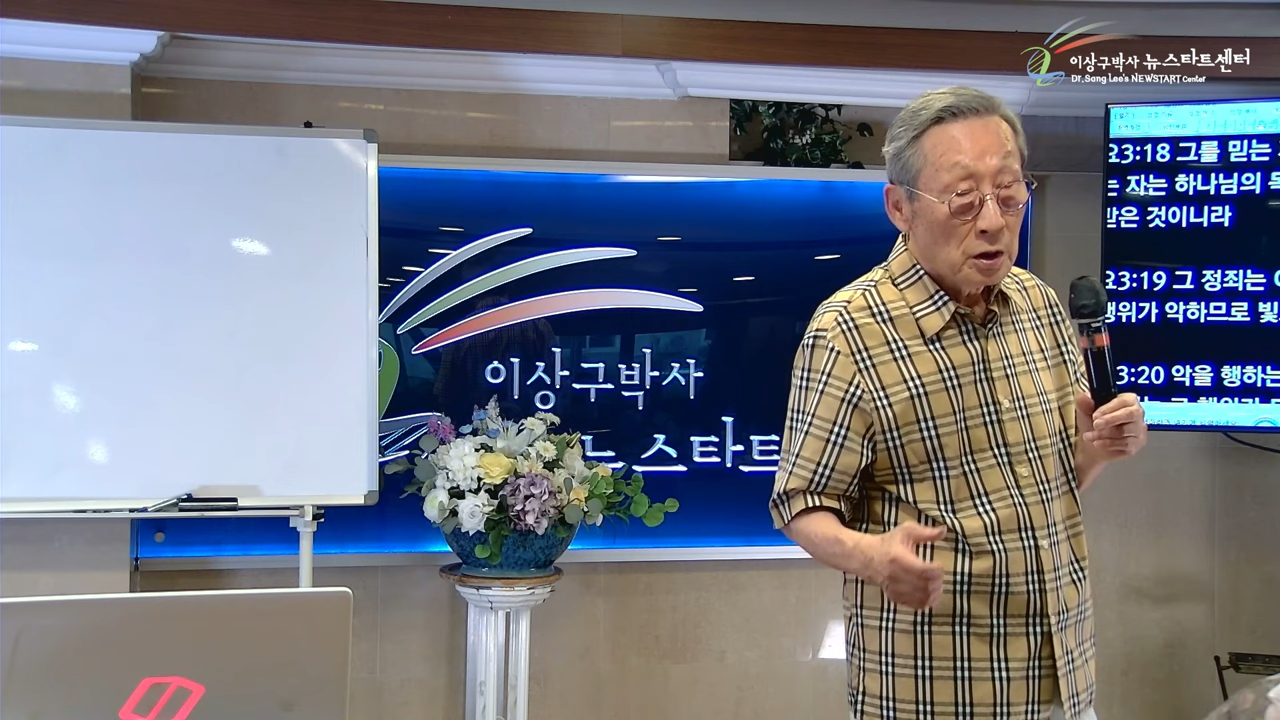 이상구박사 뉴스타트센터
Dr. Sang Lee's NEWSTART Center
요3:18 그를 믿는
는 자는 하나님의 독
받은 것이니라
요3:19 그 정죄는
행위가 악하므로 빛
3:20 악을 행하는
이상구박사
뉴스타트